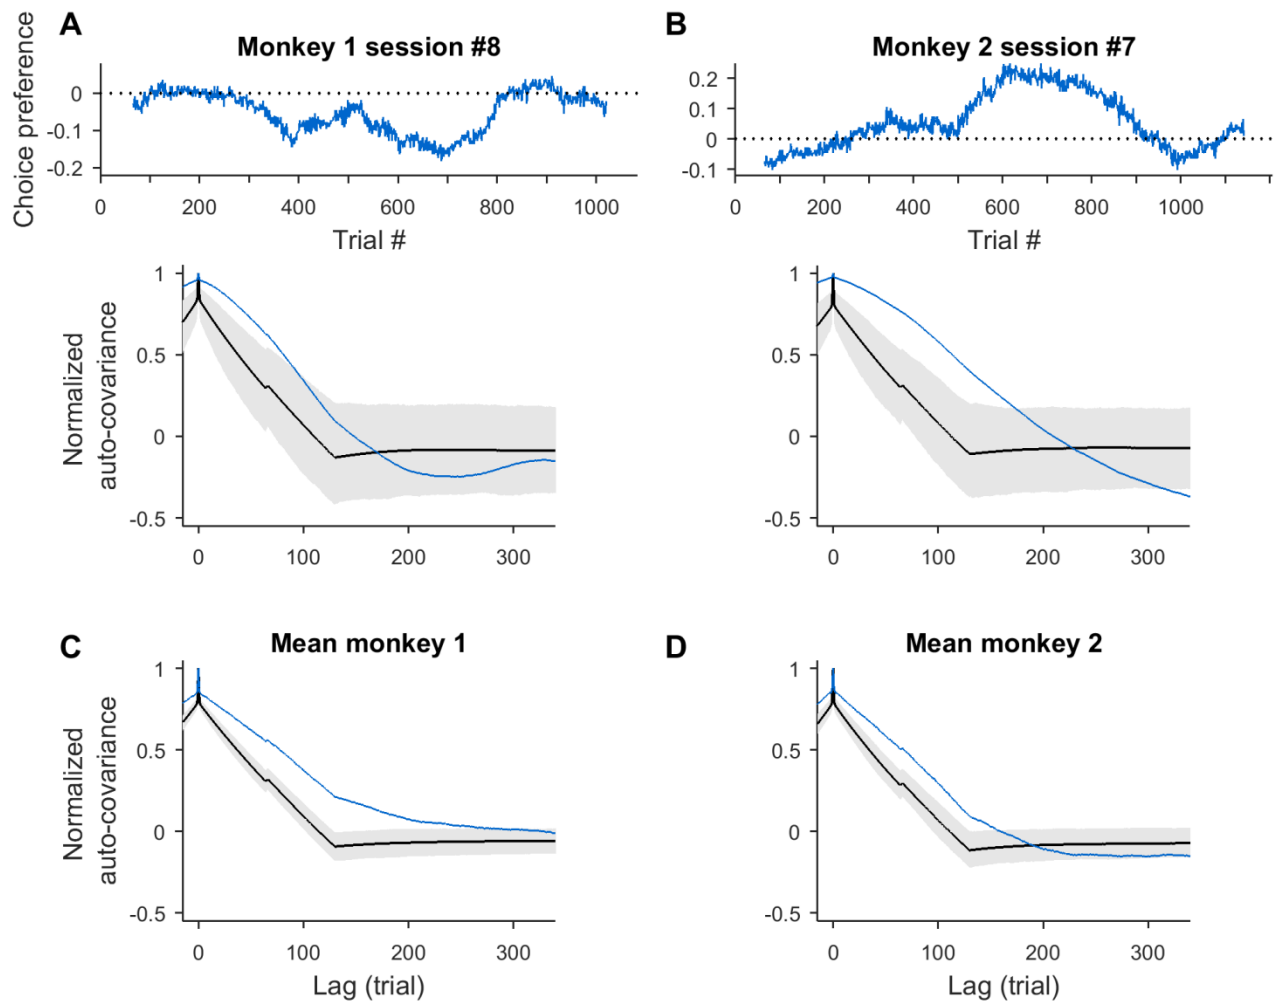 A
Monkey 1 session #8
Choice preference
0
-0.1
-0.2
0 200 400 600 800 1000
Trial #
B
Monkey 2 session #7
0.2
0.1
0
-0.1
0 200 400 600 800 1000
Trial #
Normalized
auto-covariance
1
0.5
0
-0.5
0 100 200 300
1
0.5
0
-0.5
0 100 200 300
C
Mean monkey 1
Normalized
auto-covariance
1
0.5
0
-0.5
0 100 200 300
Lag (trial)
D
Mean monkey 2
1
0.5
0
-0.5
0 100 200 300
Lag (trial)